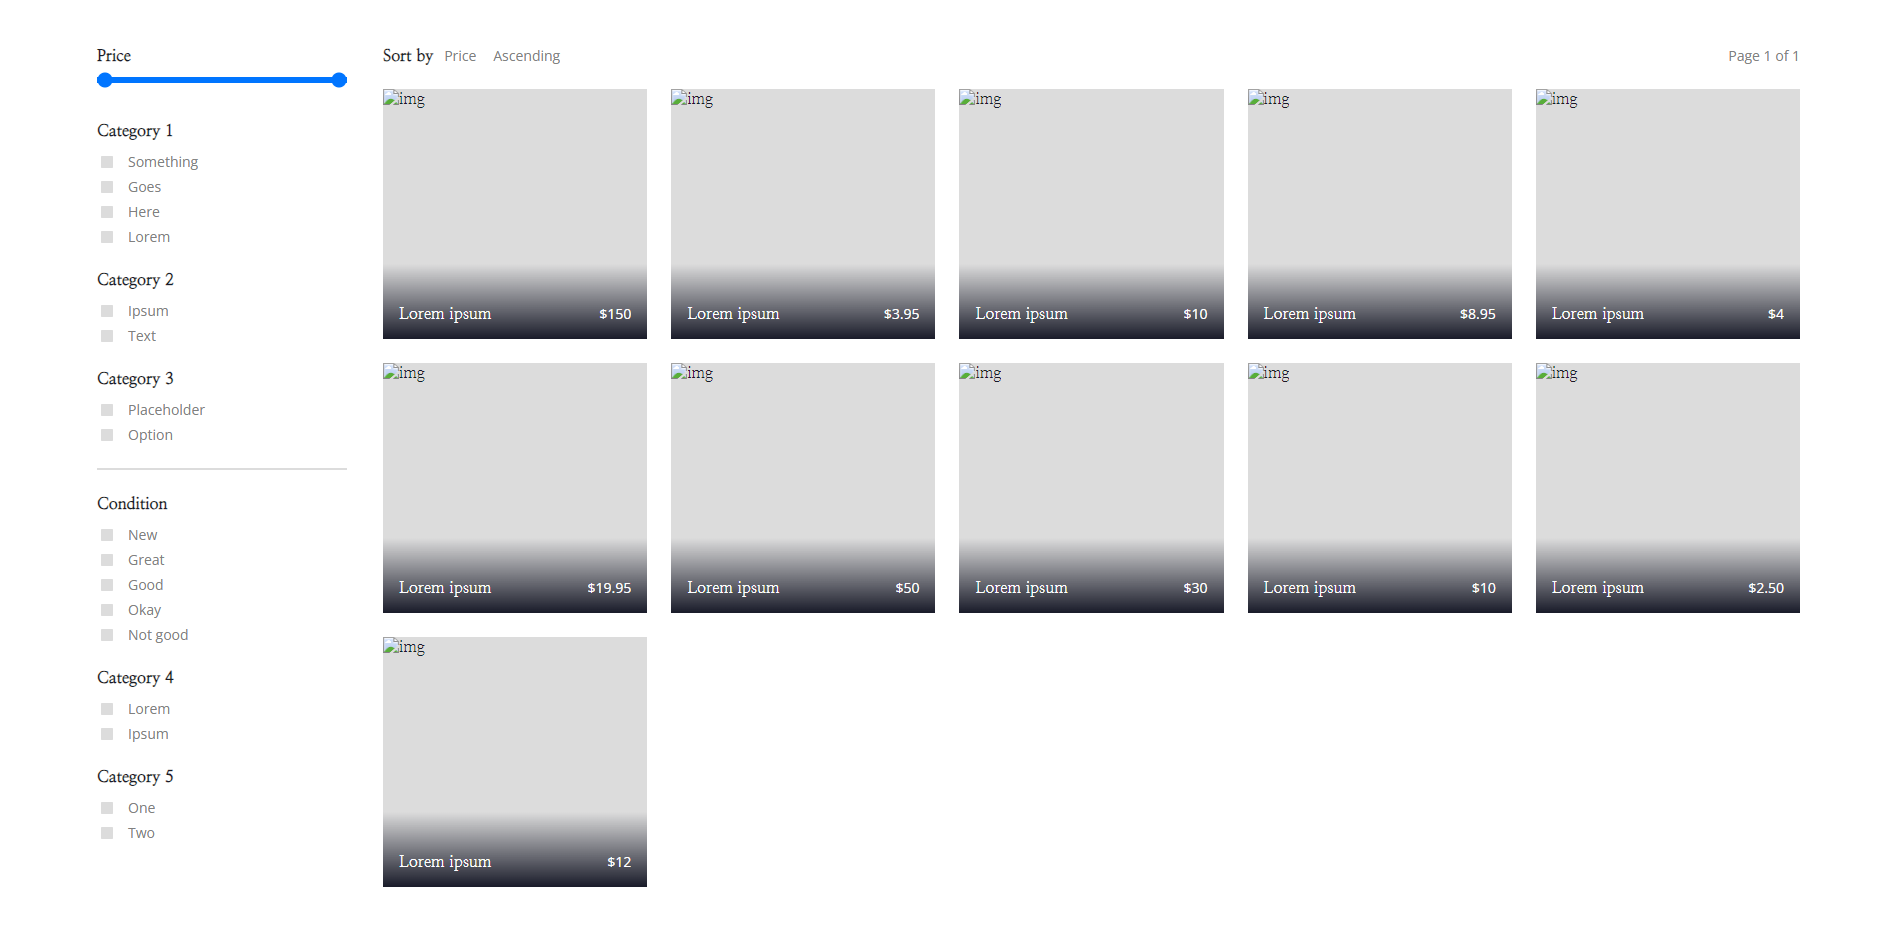 Price
Category 1
Something
Goes
Here
Lorem
Category 2
Ipsum
Text
Category 3
Placeholder
Option
Condition
New
Great
Good
Okay
Not good
Category 4
Lorem
Ipsum
Category 5
One
Two
Sort by Price Ascending
Page 1 of 1
img img img img img
Lorem ipsum $150 Lorem ipsum $3.95 Lorem ipsum $10 Lorem ipsum $8.95 Lorem ipsum $4
img img img img img
Lorem ipsum $19.95 Lorem ipsum $50 Lorem ipsum $30 Lorem ipsum $10 Lorem ipsum $2.50
img
Lorem ipsum $12